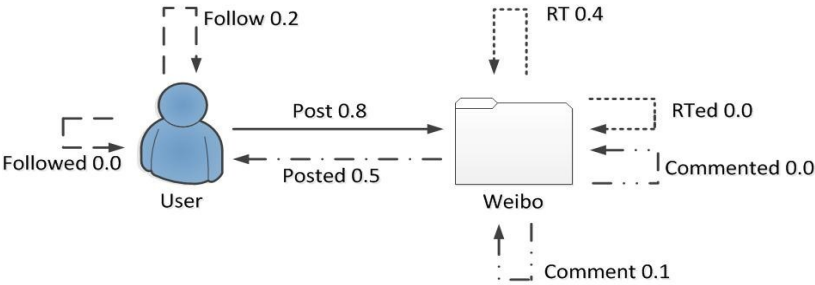 Follow 0.2
RT 0.4
Post 0.8
RTed 0.0
Followed 0.0
Posted 0.5
Commented 0.0
User
Weibo
Comment 0.1